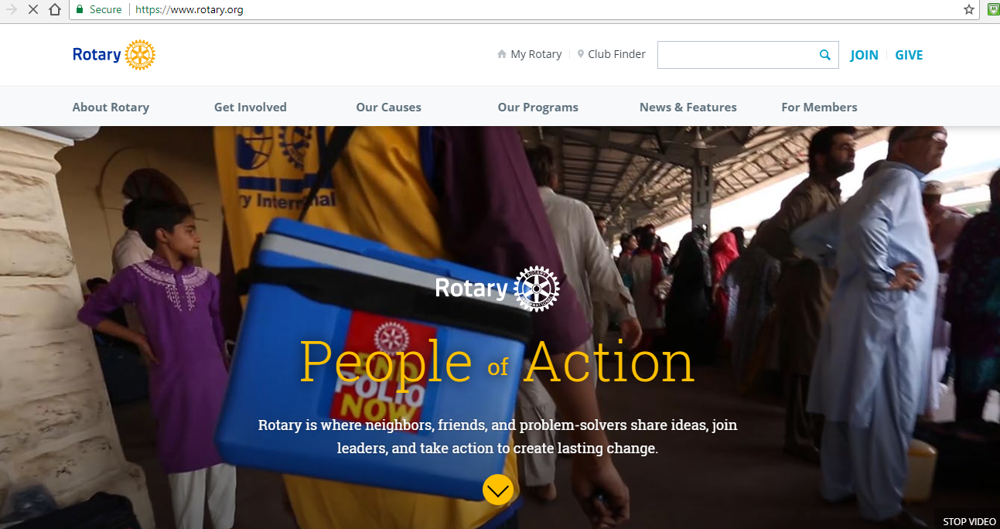 Secure https://www.rotary.org
Rotary
My Rotary Club Finder JOIN GIVE
About Rotary Get Involved Our Causes Our Programs News & Features For Members
Rotary
END
POLIO
NOW
People of Action
Rotary is where neighbors, friends, and problem-solvers share ideas, join
leaders, and take action to create lasting change.
STOP VIDEO